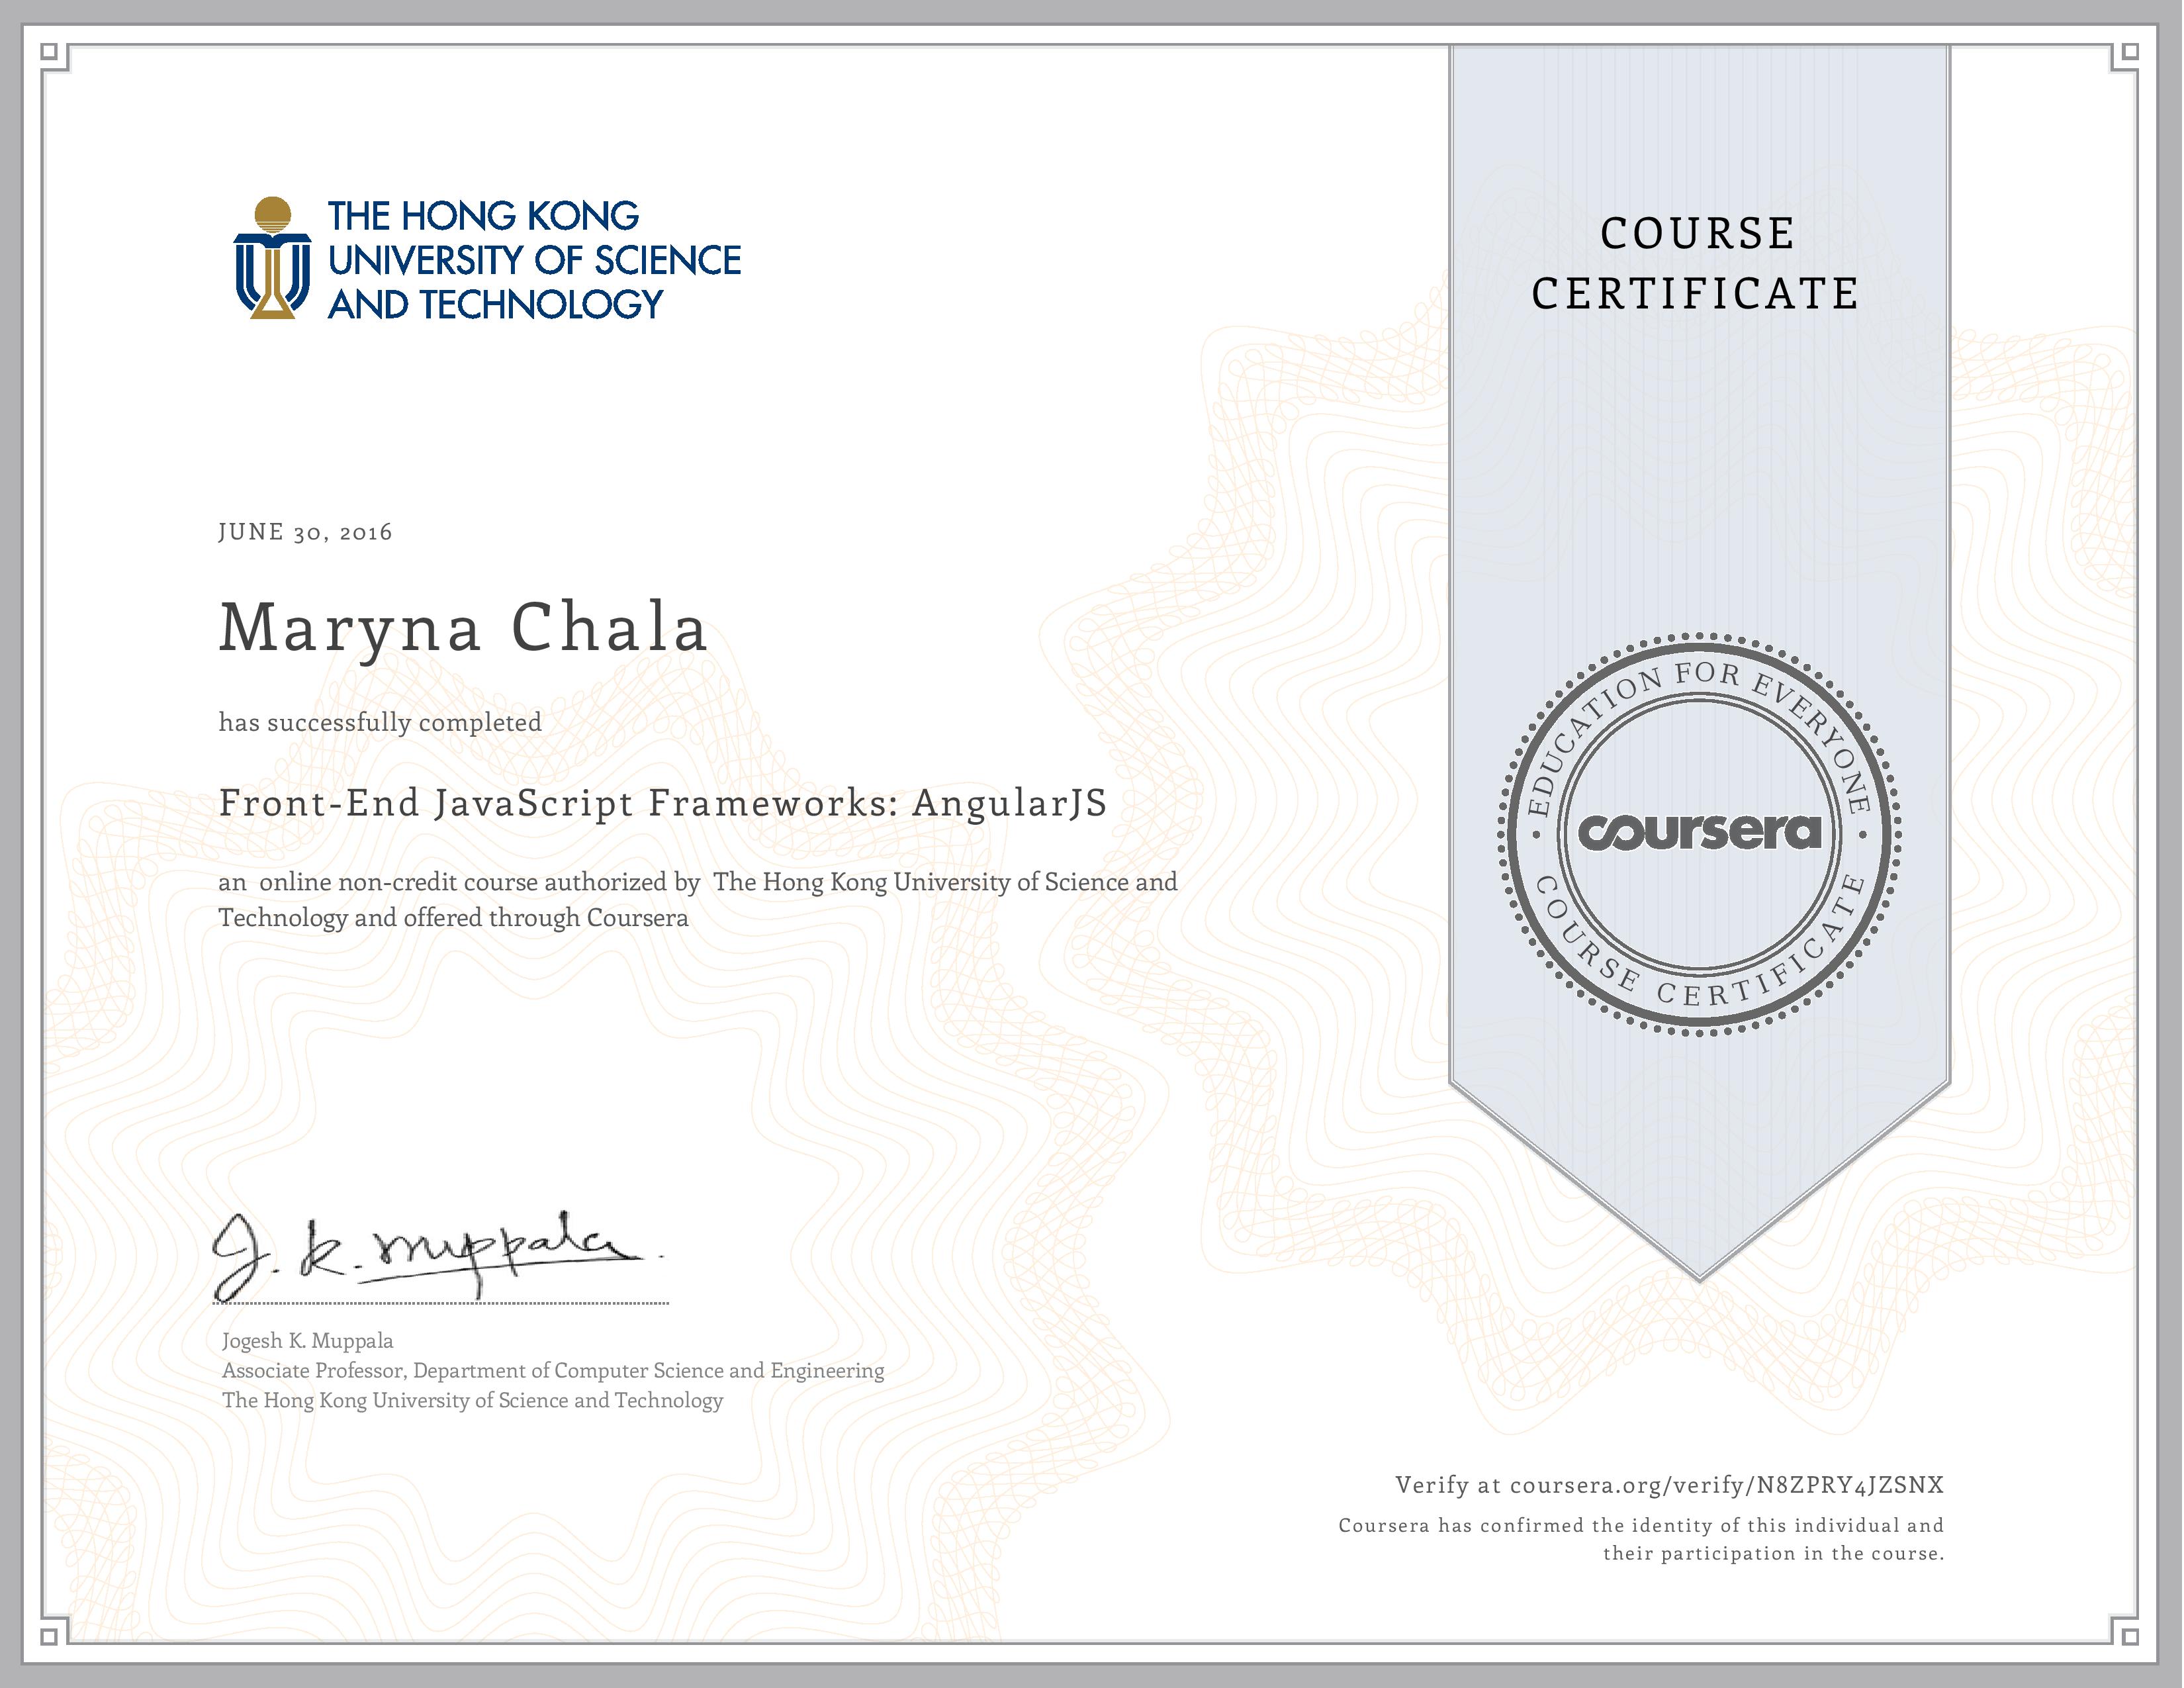 THE HONG KONG
UNIVERSITY OF SCIENCE
AND TECHNOLOGY
COURSE
CERTIFICATE
JUNE 30, 2016
Maryna Chala
has successfully completed
Front-End JavaScript Frameworks: AngularJS
an online non-credit course authorized by The Hong Kong University of Science and
Technology and offered through Coursera
EDUCATION FOR EVERYONE
coursera
COURSE CERTIFICATE
J. K. Muppala
Jogesh K. Muppala
Associate Professor, Department of Computer Science and Engineering
The Hong Kong University of Science and Technology
Verify at coursera.org/verify/N8ZPRY4JZSNX
Coursera has confirmed the identity of this individual and
their participation in the course.